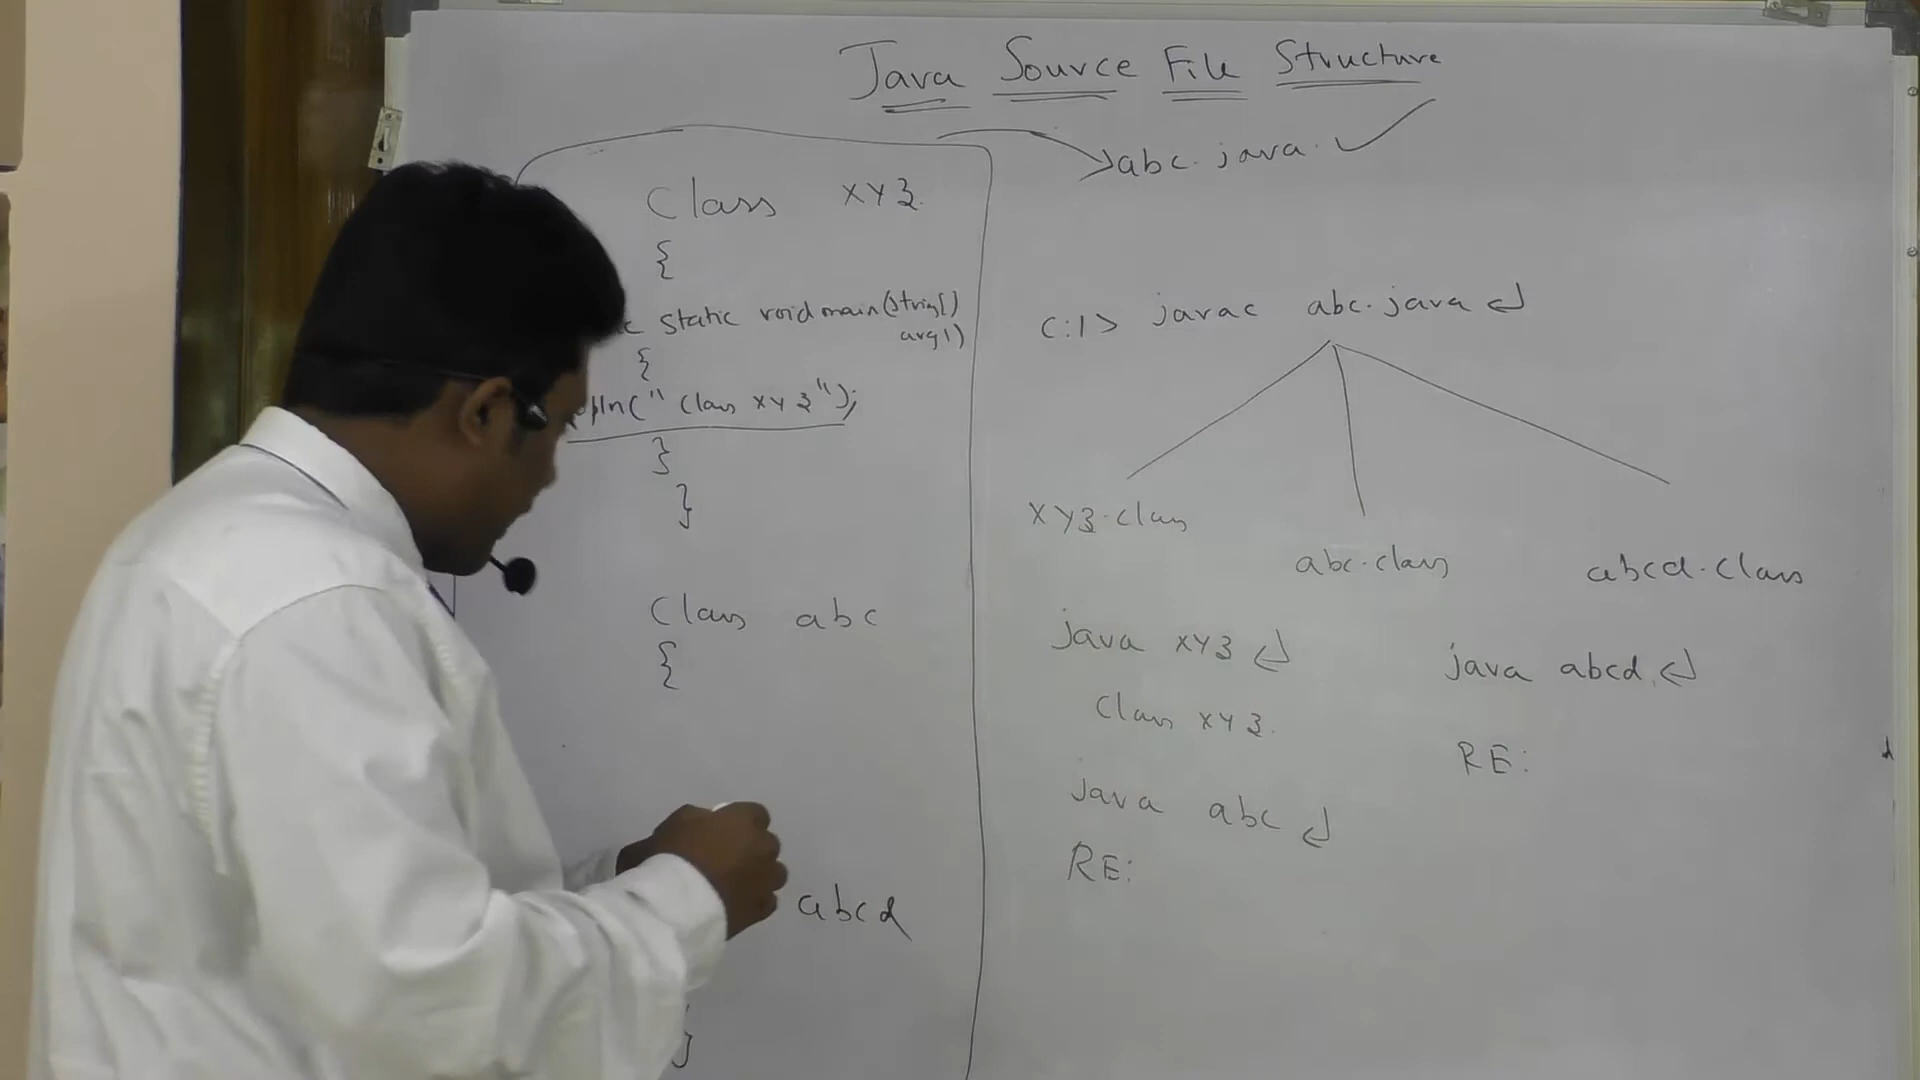 Java Source File Structure
abc.java
Class XYZ
{
static void main(String[]
args)
{
pln("Class XYZ");
}
}
Class abc
{
abcd
}
C:\> javac abc.java
XYZ.class
abc.class
abcd.class
java XYZ
Class XYZ
java abc
RE:
java abcd
RE: